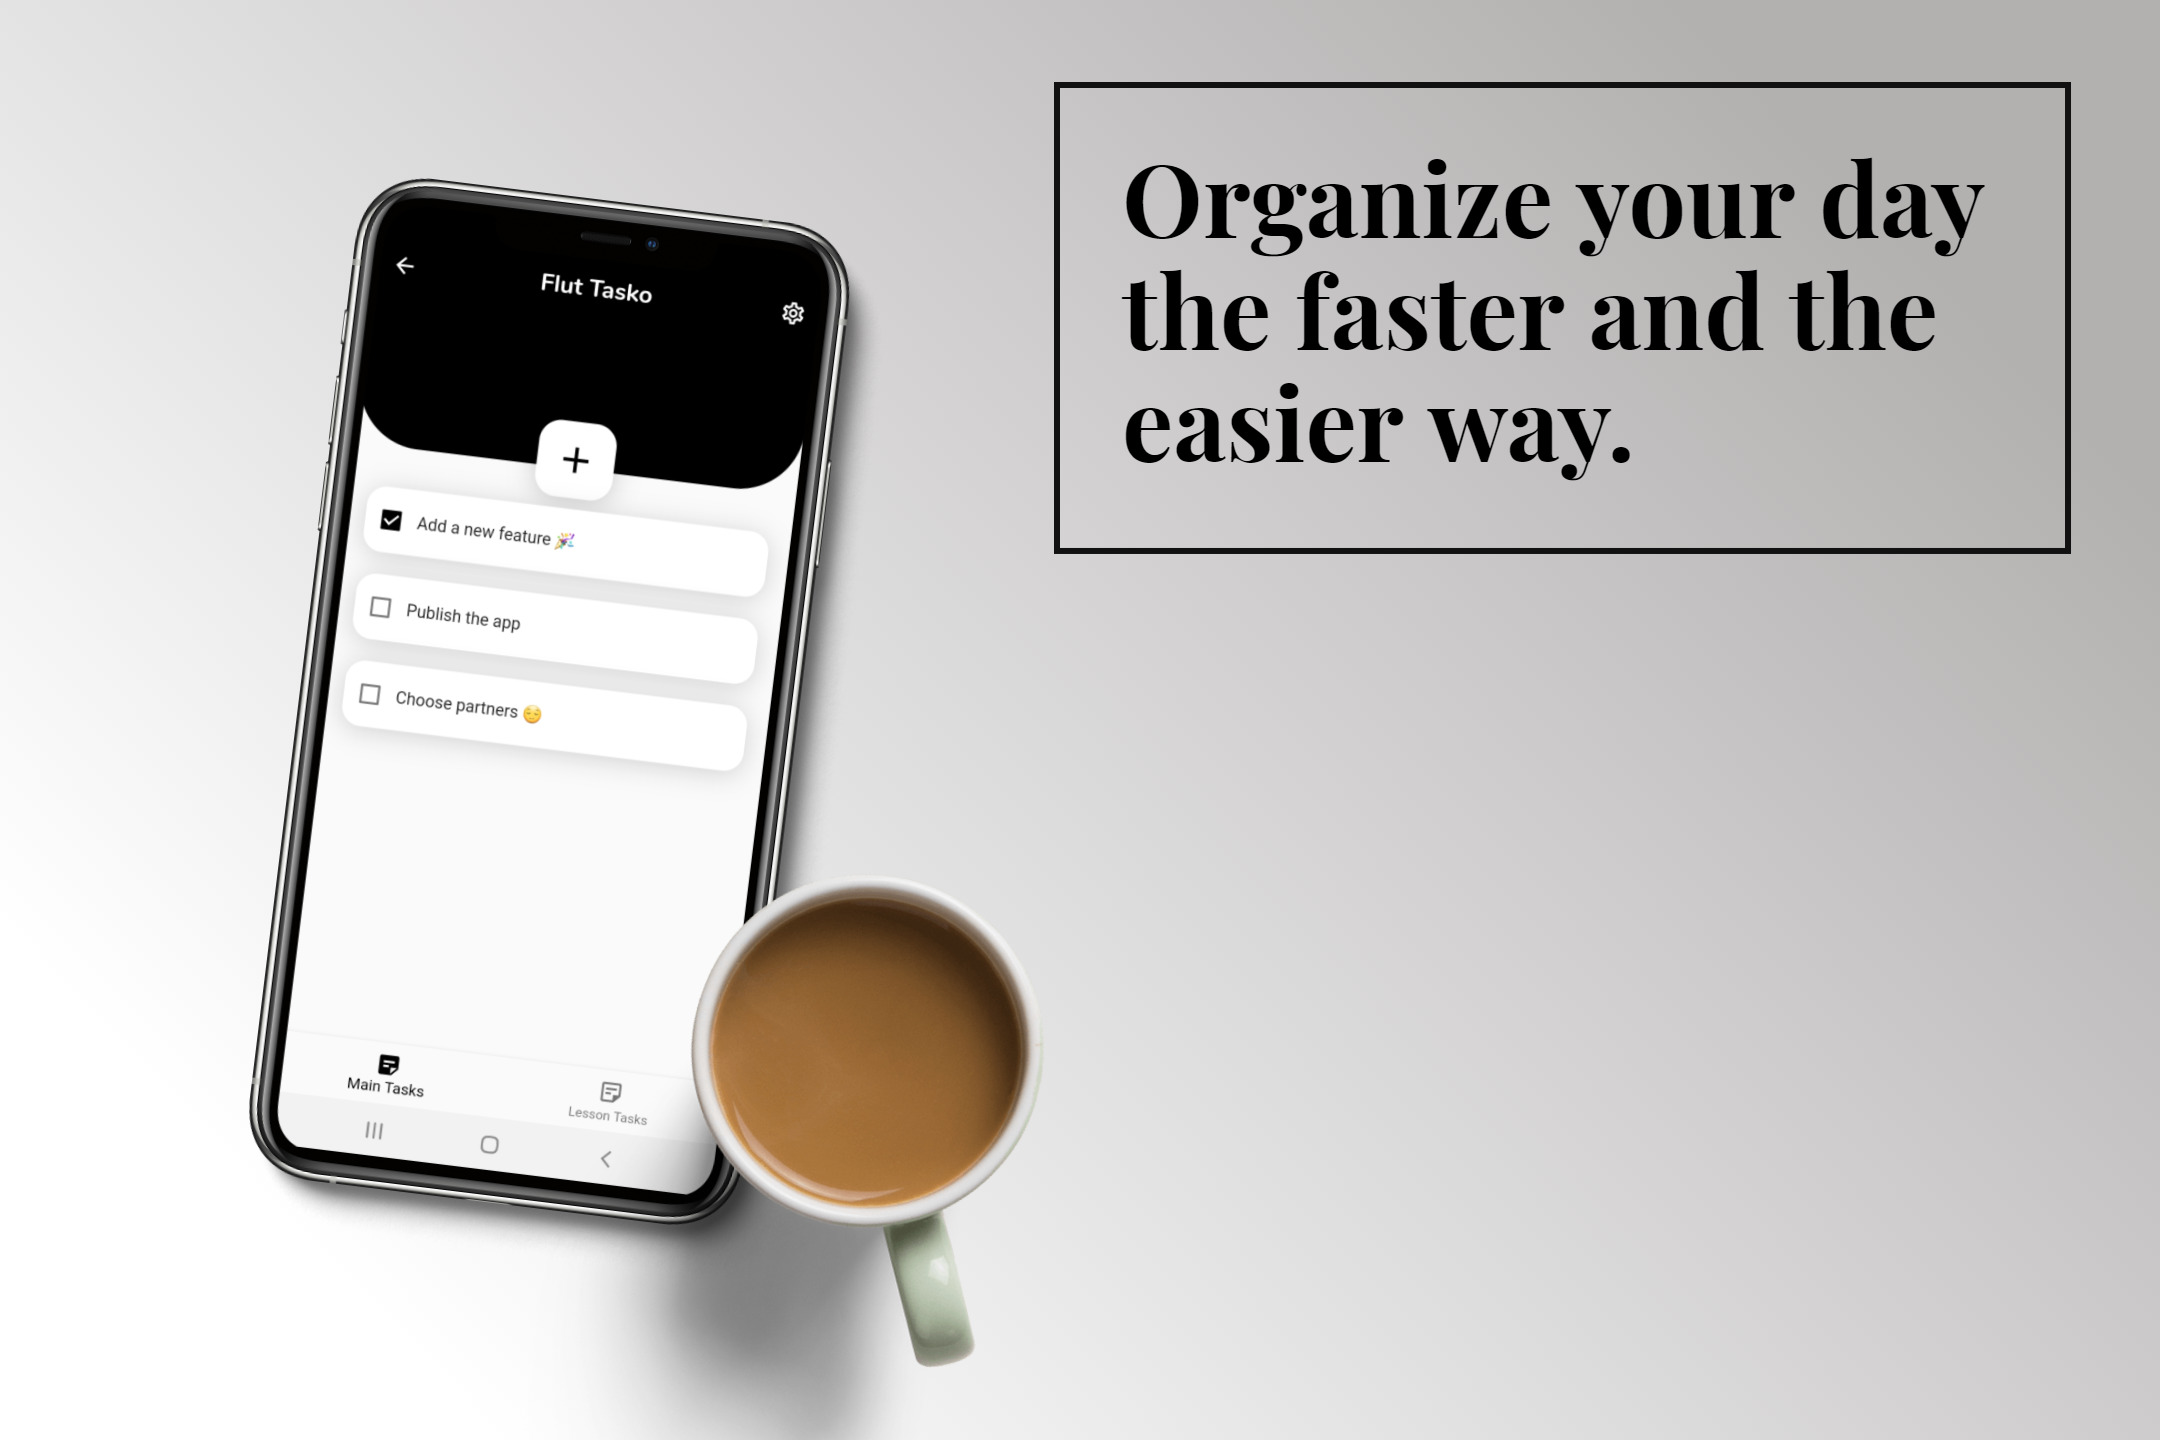 Flut Tasko
Add a new feature 🎉
Publish the app
Choose partners 😌
Main Tasks
Lesson Tasks
Organize your day
the faster and the
easier way.